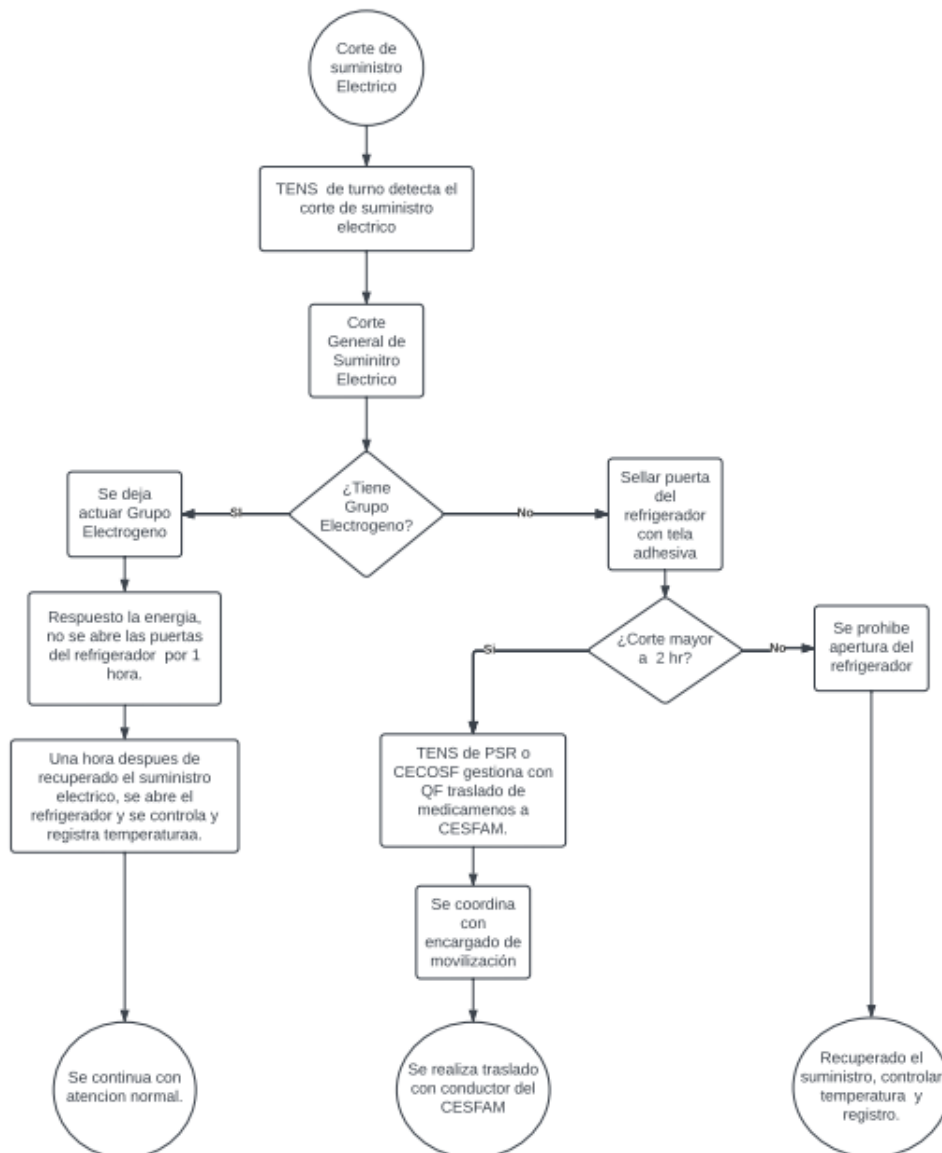 Corte de
suministro
Electrico
TENS de turno detecta el
corte de suministro
electrico
Corte
General de
Suminitro
Electrico
¿Tiene
Grupo
Electrogeno?
SI
No
Se deja
actuar Grupo
Electrogeno
Sellar puerta
del
refrigerador
con tela
adhesiva
Respuesto la energia,
no se abre las puertas
del refrigerador por 1
hora.
¿Corte mayor
a 2 hr?
Si
No
Se prohibe
apertura del
refrigerador
Una hora despues de
recuperado el suministro
electrico, se abre el
refrigerador y se controla y
registra temperaturaa.
TENS de PSR o
CECOSF gestiona con
QF traslado de
medicamenos a
CESFAM.
Se coordina
con
encargado de
movilización
Se continua con
atencion normal.
Se realiza traslado
con conductor del
CESFAM
Recuperado el
suministro, controlar
temperatura y
registro.